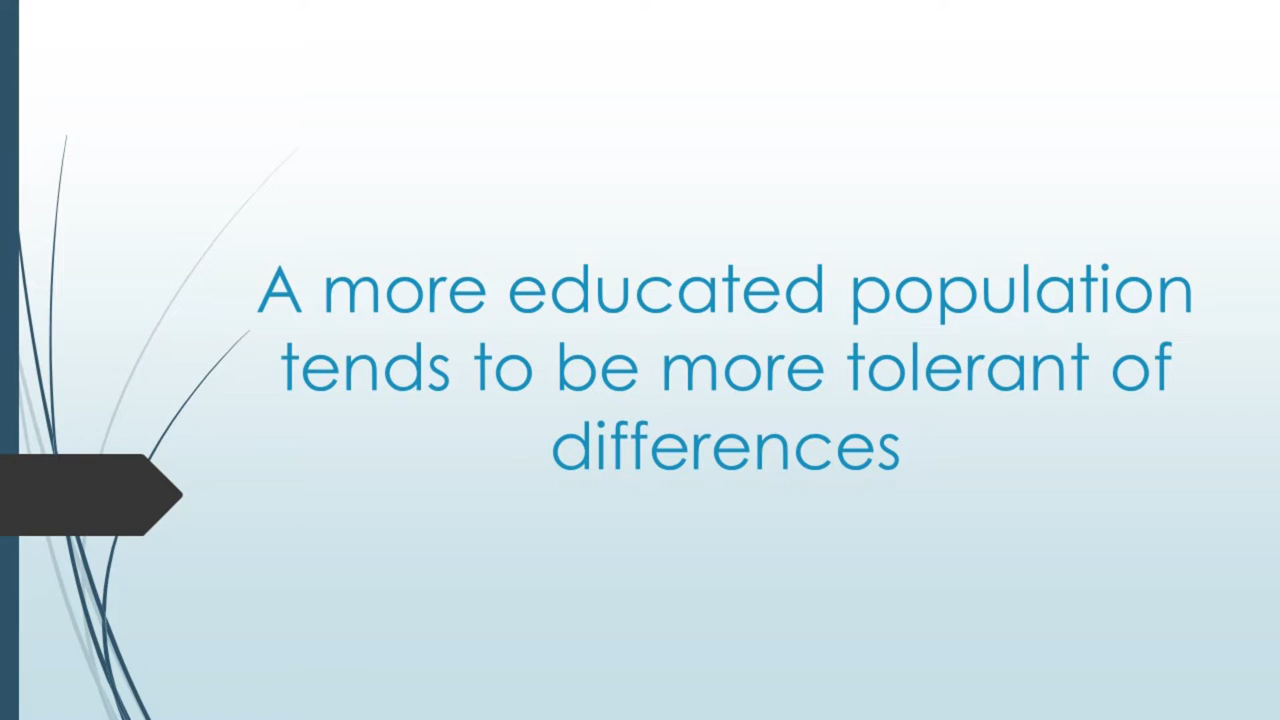 A more educated population
tends to be more tolerant of
differences